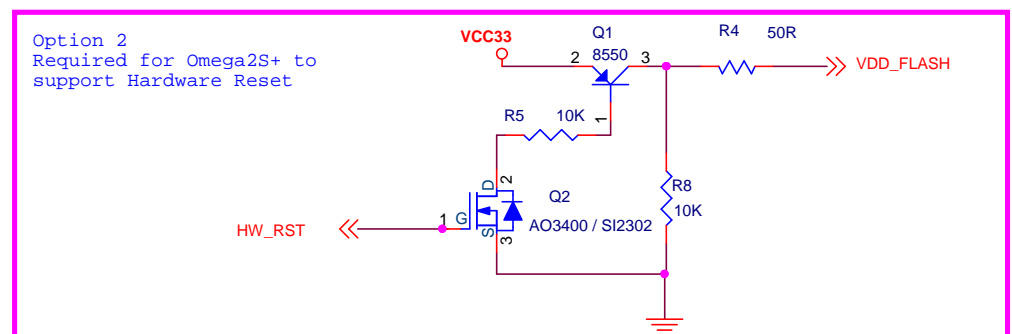 Option 2
Required for Omega2S+ to
support Hardware Reset
VCC33
Q1
8550
2
3
1
R4
50R
VDD_FLASH
R5
10K
R8
10K
D
2
G
1
S
3
Q2
AO3400 / SI2302
HW_RST